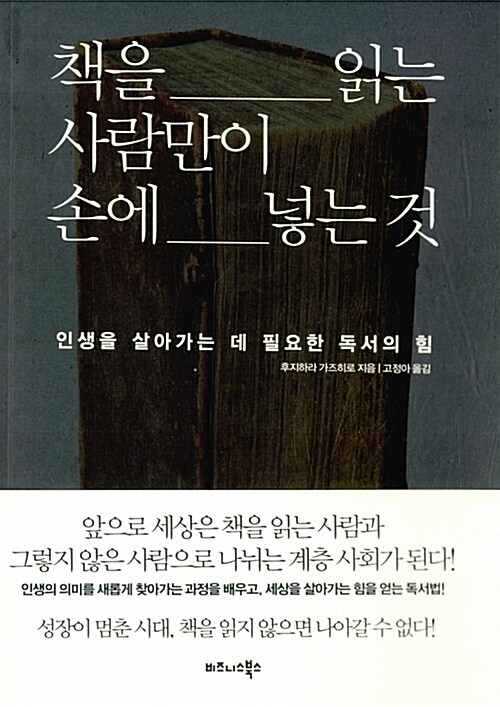 책을 ______ 읽는
사람만이
손에 ____ 넣는 것
인생을 살아가는 데 필요한 독서의 힘
후지하라 가즈히로 지음 | 고정아 옮김
앞으로 세상은 책을 읽는 사람과
그렇지 않은 사람으로 나뉘는 계층 사회가 된다!
인생의 의미를 새롭게 찾아가는 과정을 배우고, 세상을 살아가는 힘을 얻는 독서법!
성장이 멈춘 시대, 책을 읽지 않으면 나아갈 수 없다!
비즈니스북스